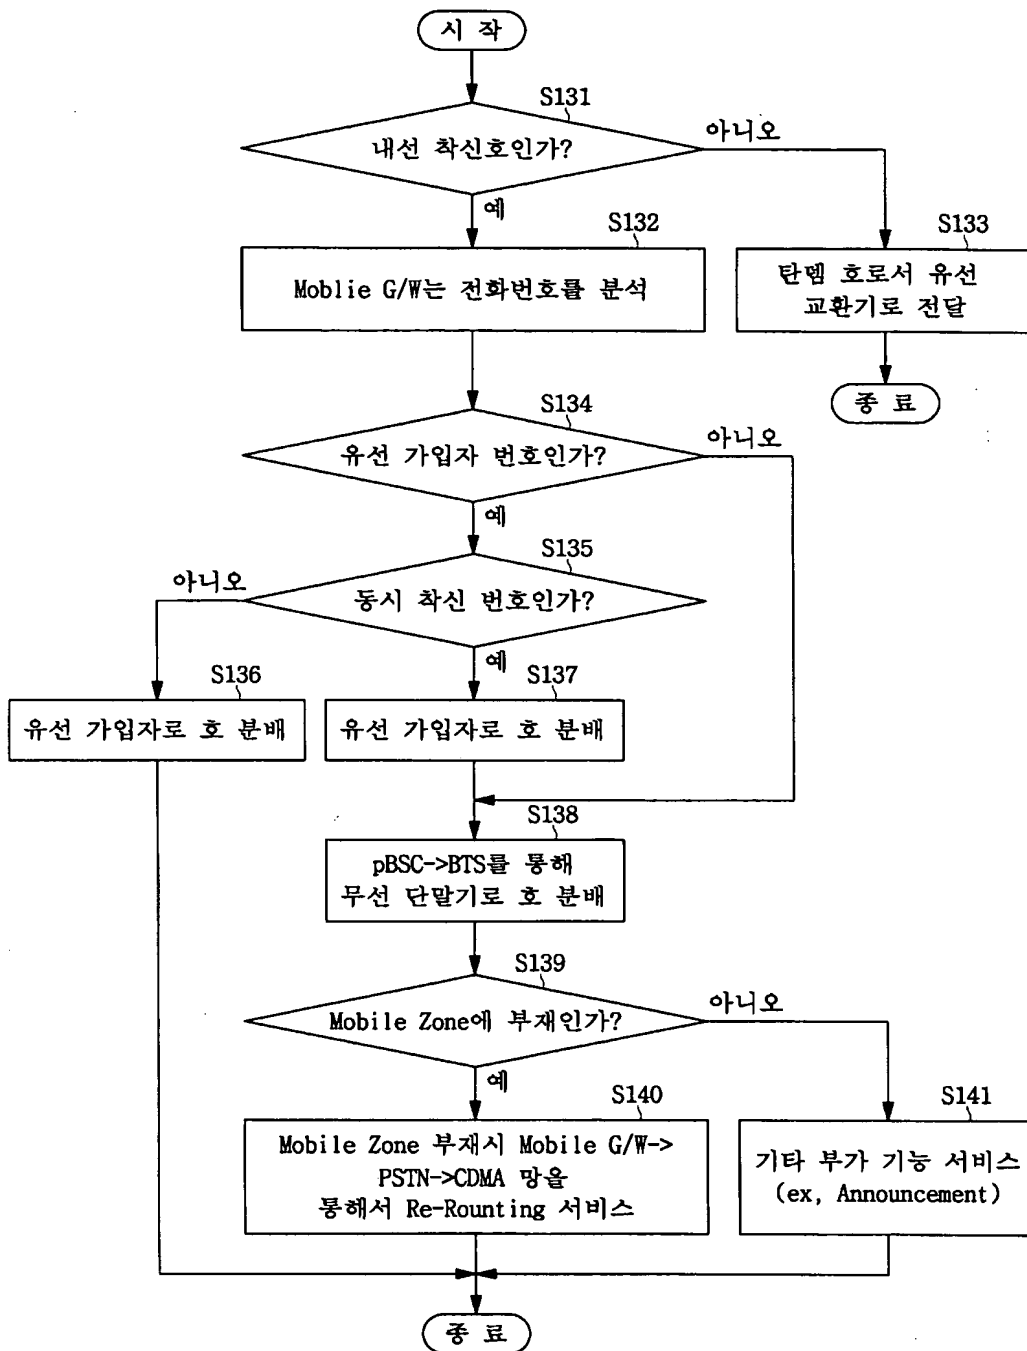 시 작
S131
내선 착신호인가?
아니오
예
S132
Moblie G/W는 전화번호를 분석
S133
탄뎀 호로서 유선
교환기로 전달
종 료
S134
유선 가입자 번호인가?
아니오
예
S135
동시 착신 번호인가?
아니오
예
S136
유선 가입자로 호 분배
S137
유선 가입자로 호 분배
S138
pBSC->BTS를 통해
무선 단말기로 호 분배
S139
Mobile Zone에 부재인가?
아니오
예
S140
Mobile Zone 부재시 Mobile G/W->
PSTN->CDMA 망을
통해서 Re-Rounting 서비스
S141
기타 부가 기능 서비스
(ex, Announcement)
종 료